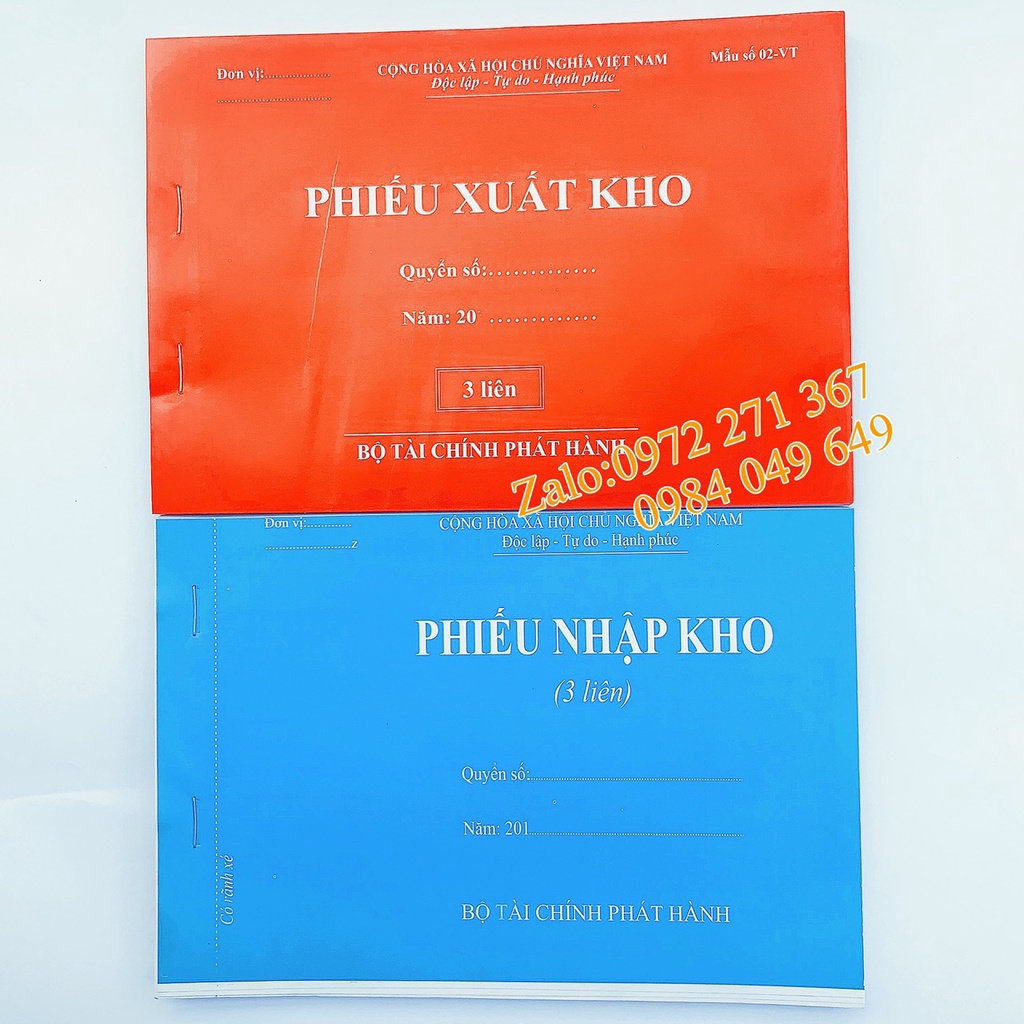 Đơn vị:..................
CỘNG HÒA XÃ HỘI CHỦ NGHĨA VIỆT NAM
Mẫu số 02-VT
Độc lập - Tự do - Hạnh phúc
PHIẾU XUẤT KHO
Quyển số:.............
Năm: 20 .............
3 liên
BỘ TÀI CHÍNH PHÁT HÀNH
Zalo:0972 271 367
0984 049 649
Đơn vị:.............
CỘNG HÒA XÃ HỘI CHỦ NGHĨA VIỆT NAM
..........................z
Độc lập - Tự do - Hạnh phúc
PHIẾU NHẬP KHO
(3 liên)
Quyển số:..................................................
Năm: 201..................................................
Có rãnh xé
BỘ TÀI CHÍNH PHÁT HÀNH